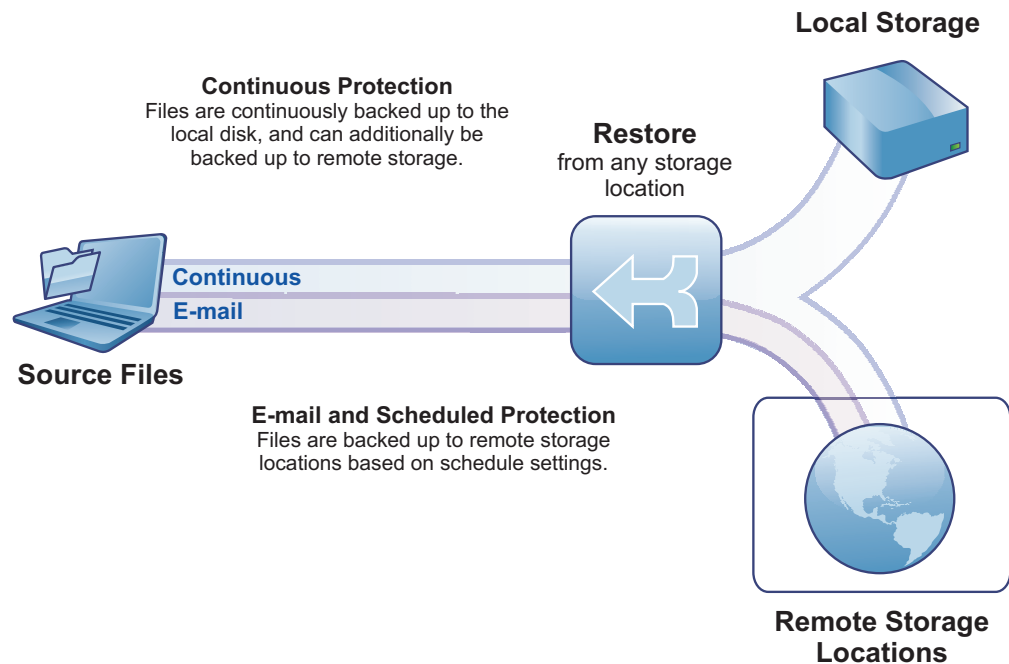 Local Storage
Continuous Protection
Files are continuously backed up to the
local disk, and can additionally be
backed up to remote storage.
Restore
from any storage
location
Continuous
E-mail
Source Files
E-mail and Scheduled Protection
Files are backed up to remote storage
locations based on schedule settings.
Remote Storage
Locations